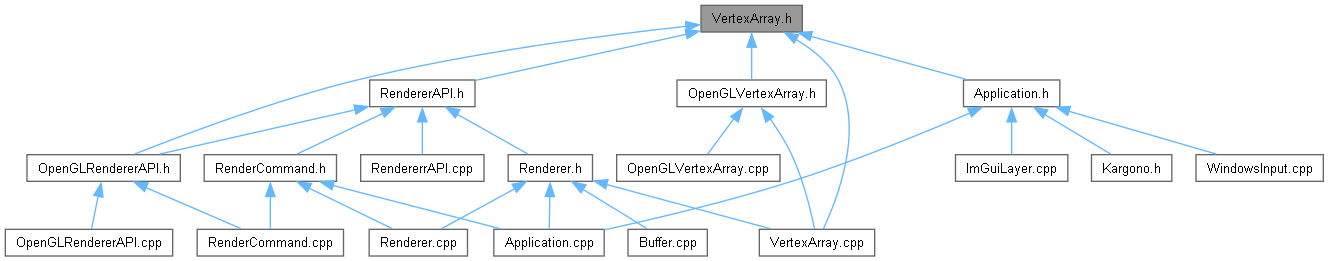 VertexArray.h
RendererAPI.h
OpenGLVertexArray.h
Application.h
OpenGLRendererAPI.h
RenderCommand.h
RendererrAPI.cpp
Renderer.h
OpenGLVertexArray.cpp
ImGuiLayer.cpp
Kargono.h
WindowsInput.cpp
OpenGLRendererAPI.cpp
RenderCommand.cpp
Renderer.cpp
Application.cpp
Buffer.cpp
VertexArray.cpp